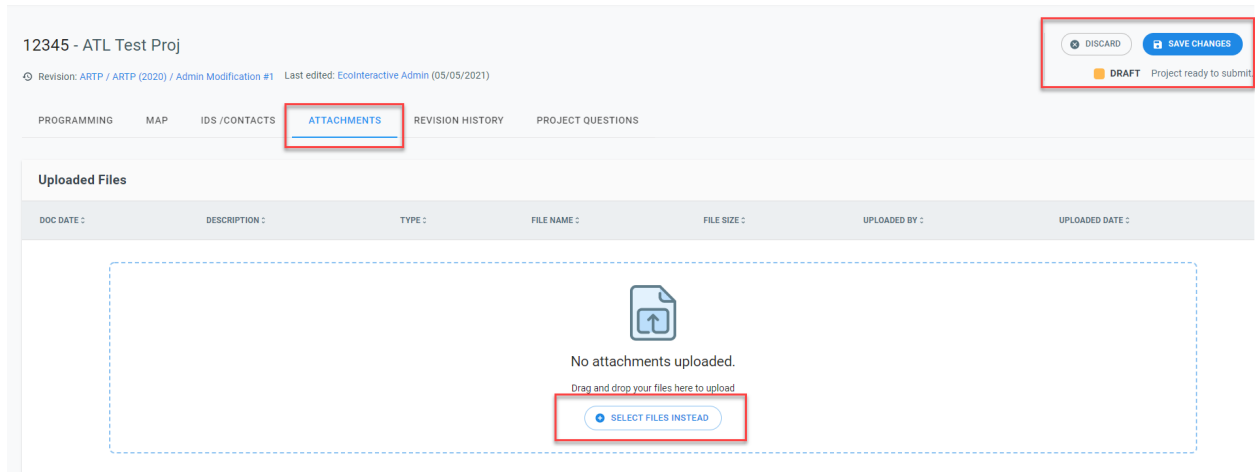 12345 - ATL Test Proj
DISCARD SAVE CHANGES
Revision: ARTP / ARTP (2020) / Admin Modification #1 Last edited: EcoInteractive Admin (05/05/2021)
DRAFT Project ready to submit.
PROGRAMMING MAP IDS /CONTACTS ATTACHMENTS REVISION HISTORY PROJECT QUESTIONS
Uploaded Files
DOC DATE DESCRIPTION TYPE FILE NAME FILE SIZE UPLOADED BY UPLOADED DATE
No attachments uploaded.
Drag and drop your files here to upload
SELECT FILES INSTEAD